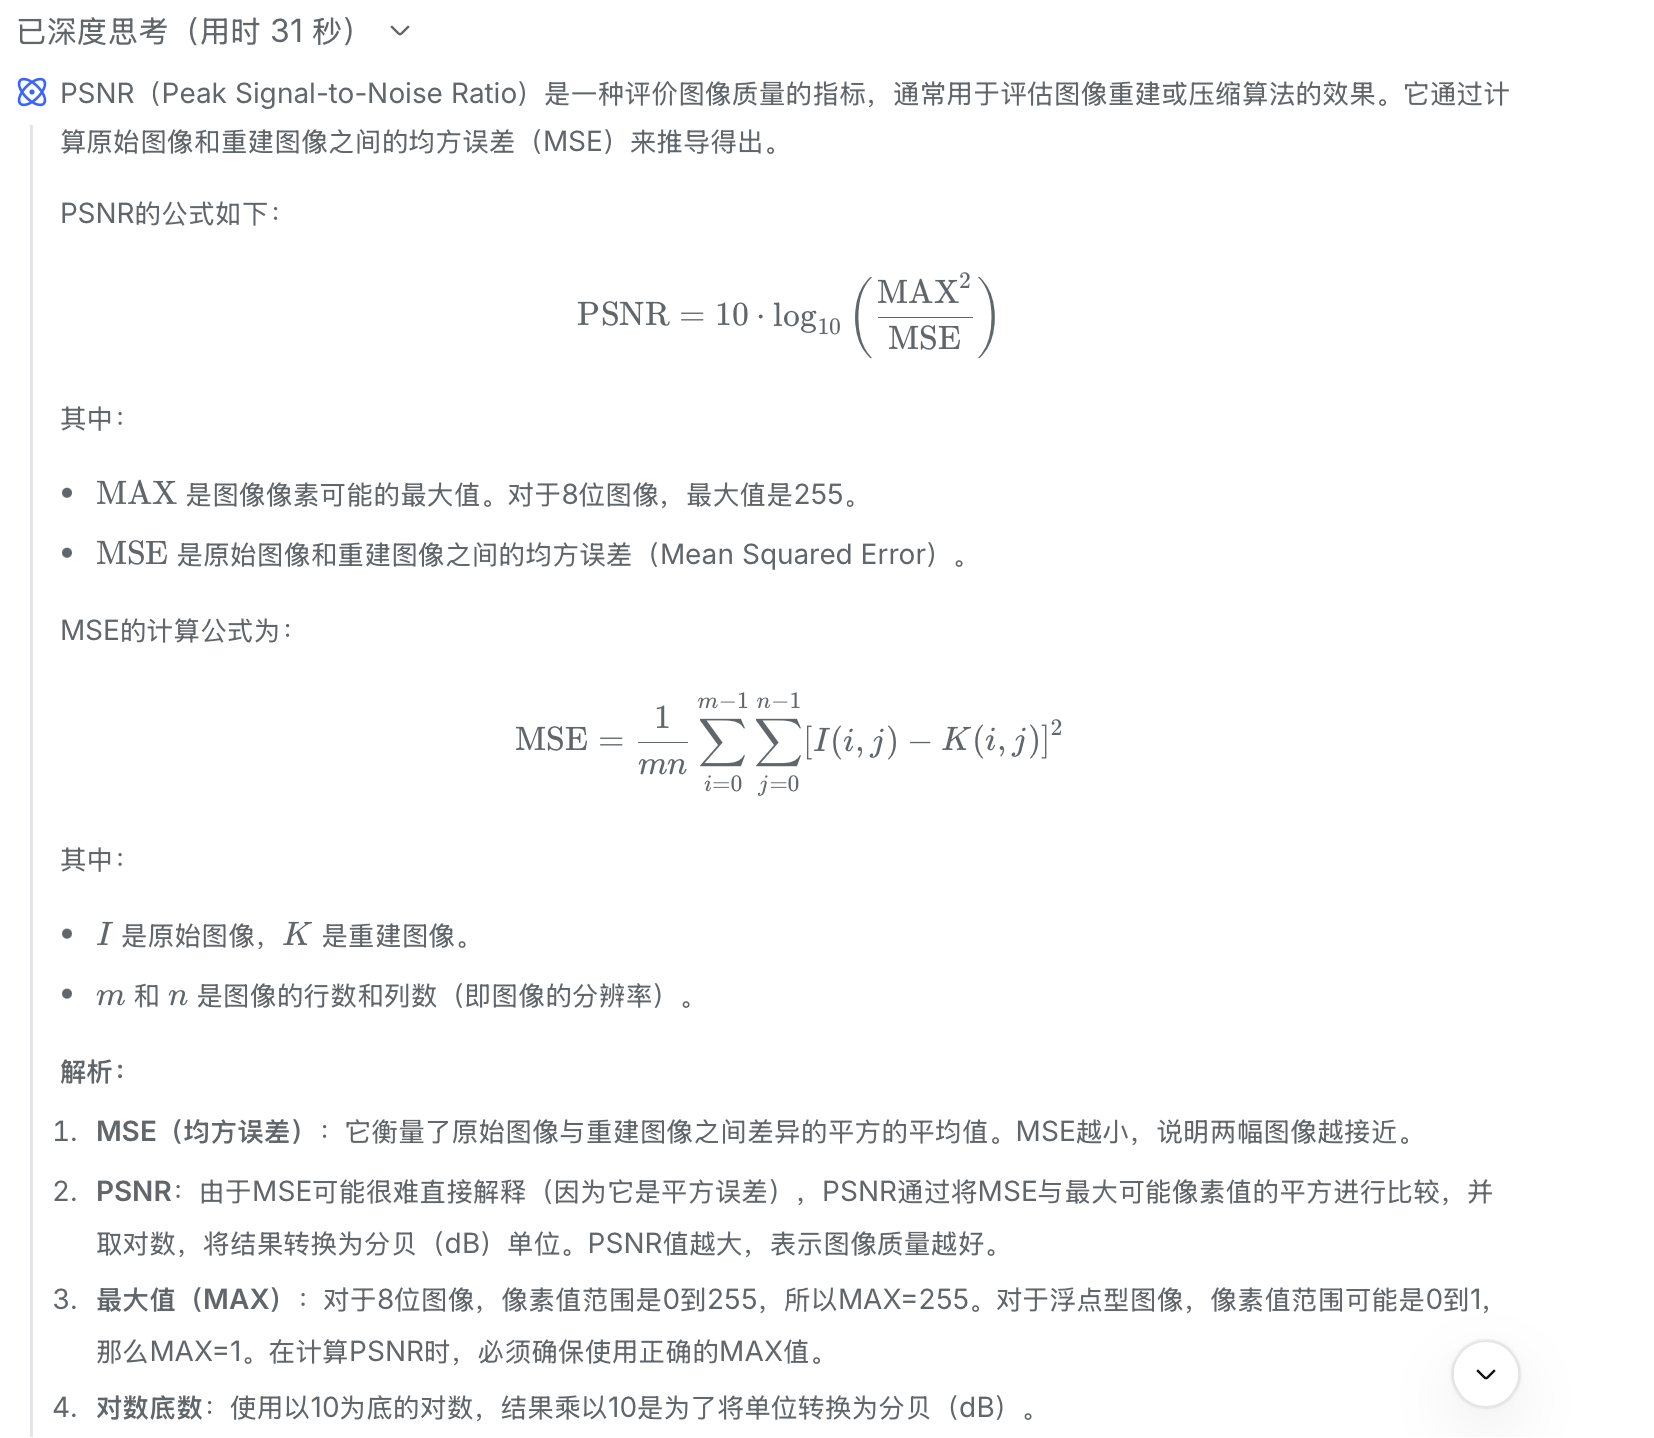 已深度思考（用时 31 秒）
PSNR（Peak Signal-to-Noise Ratio）是一种评价图像质量的指标，通常用于评估图像重建或压缩算法的效果。它通过计
算原始图像和重建图像之间的均方误差（MSE）来推导得出。
PSNR的公式如下：
PSNR = 10 · log₁₀ (MAX² / MSE)
其中：
• MAX 是图像像素可能的最大值。对于8位图像，最大值是255。
• MSE 是原始图像和重建图像之间的均方误差（Mean Squared Error）。
MSE的计算公式为：
MSE = \frac{1}{mn} \sum_{i=0}^{m-1} \sum_{j=0}^{n-1} [I(i, j) − K(i, j)]²
其中：
• I 是原始图像，K 是重建图像。
• m 和 n 是图像的行数和列数（即图像的分辨率）。
解析：
1. MSE（均方误差）：它衡量了原始图像与重建图像之间差异的平方的平均值。MSE越小，说明两幅图像越接近。
2. PSNR：由于MSE可能很难直接解释（因为它是平方误差），PSNR通过将MSE与最大可能像素值的平方进行比较，并
取对数，将结果转换为分贝（dB）单位。PSNR值越大，表示图像质量越好。
3. 最大值（MAX）：对于8位图像，像素值范围是0到255，所以MAX=255。对于浮点型图像，像素值范围可能是0到1，
那么MAX=1。在计算PSNR时，必须确保使用正确的MAX值。
4. 对数底数：使用以10为底的对数，结果乘以10是为了将单位转换为分贝（dB）。